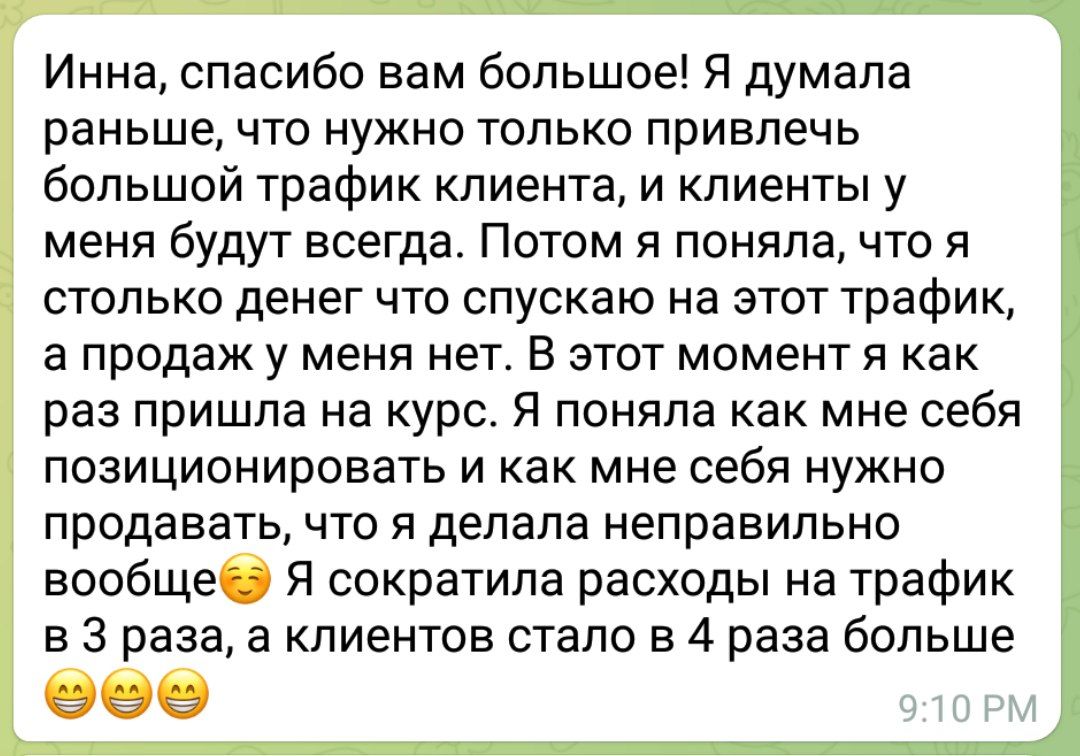 Инна, спасибо вам большое! Я думала
раньше, что нужно только привлечь
большой трафик клиента, и клиенты у
меня будут всегда. Потом я поняла, что я
столько денег что спускаю на этот трафик,
а продаж у меня нет. В этот момент я как
раз пришла на курс. Я поняла как мне себя
позиционировать и как мне себя нужно
продавать, что я делала неправильно
вообще☺️ Я сократила расходы на трафик
в 3 раза, а клиентов стало в 4 раза больше
😁😁😁
9:10 PM